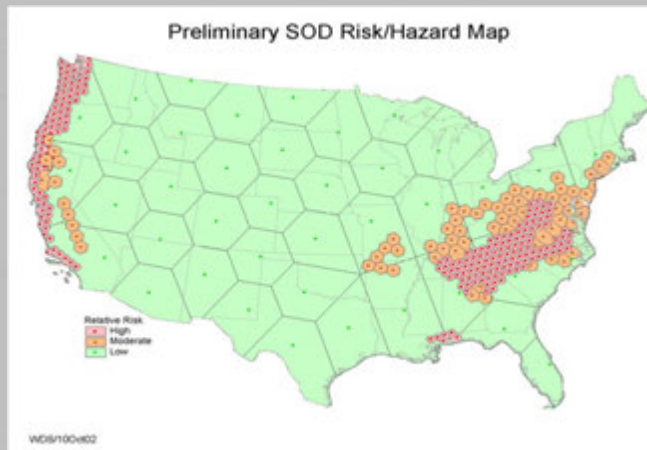 Preliminary SOD Risk/Hazard Map
Relative Risk
High
Moderate
Low
WDS/10Oct02